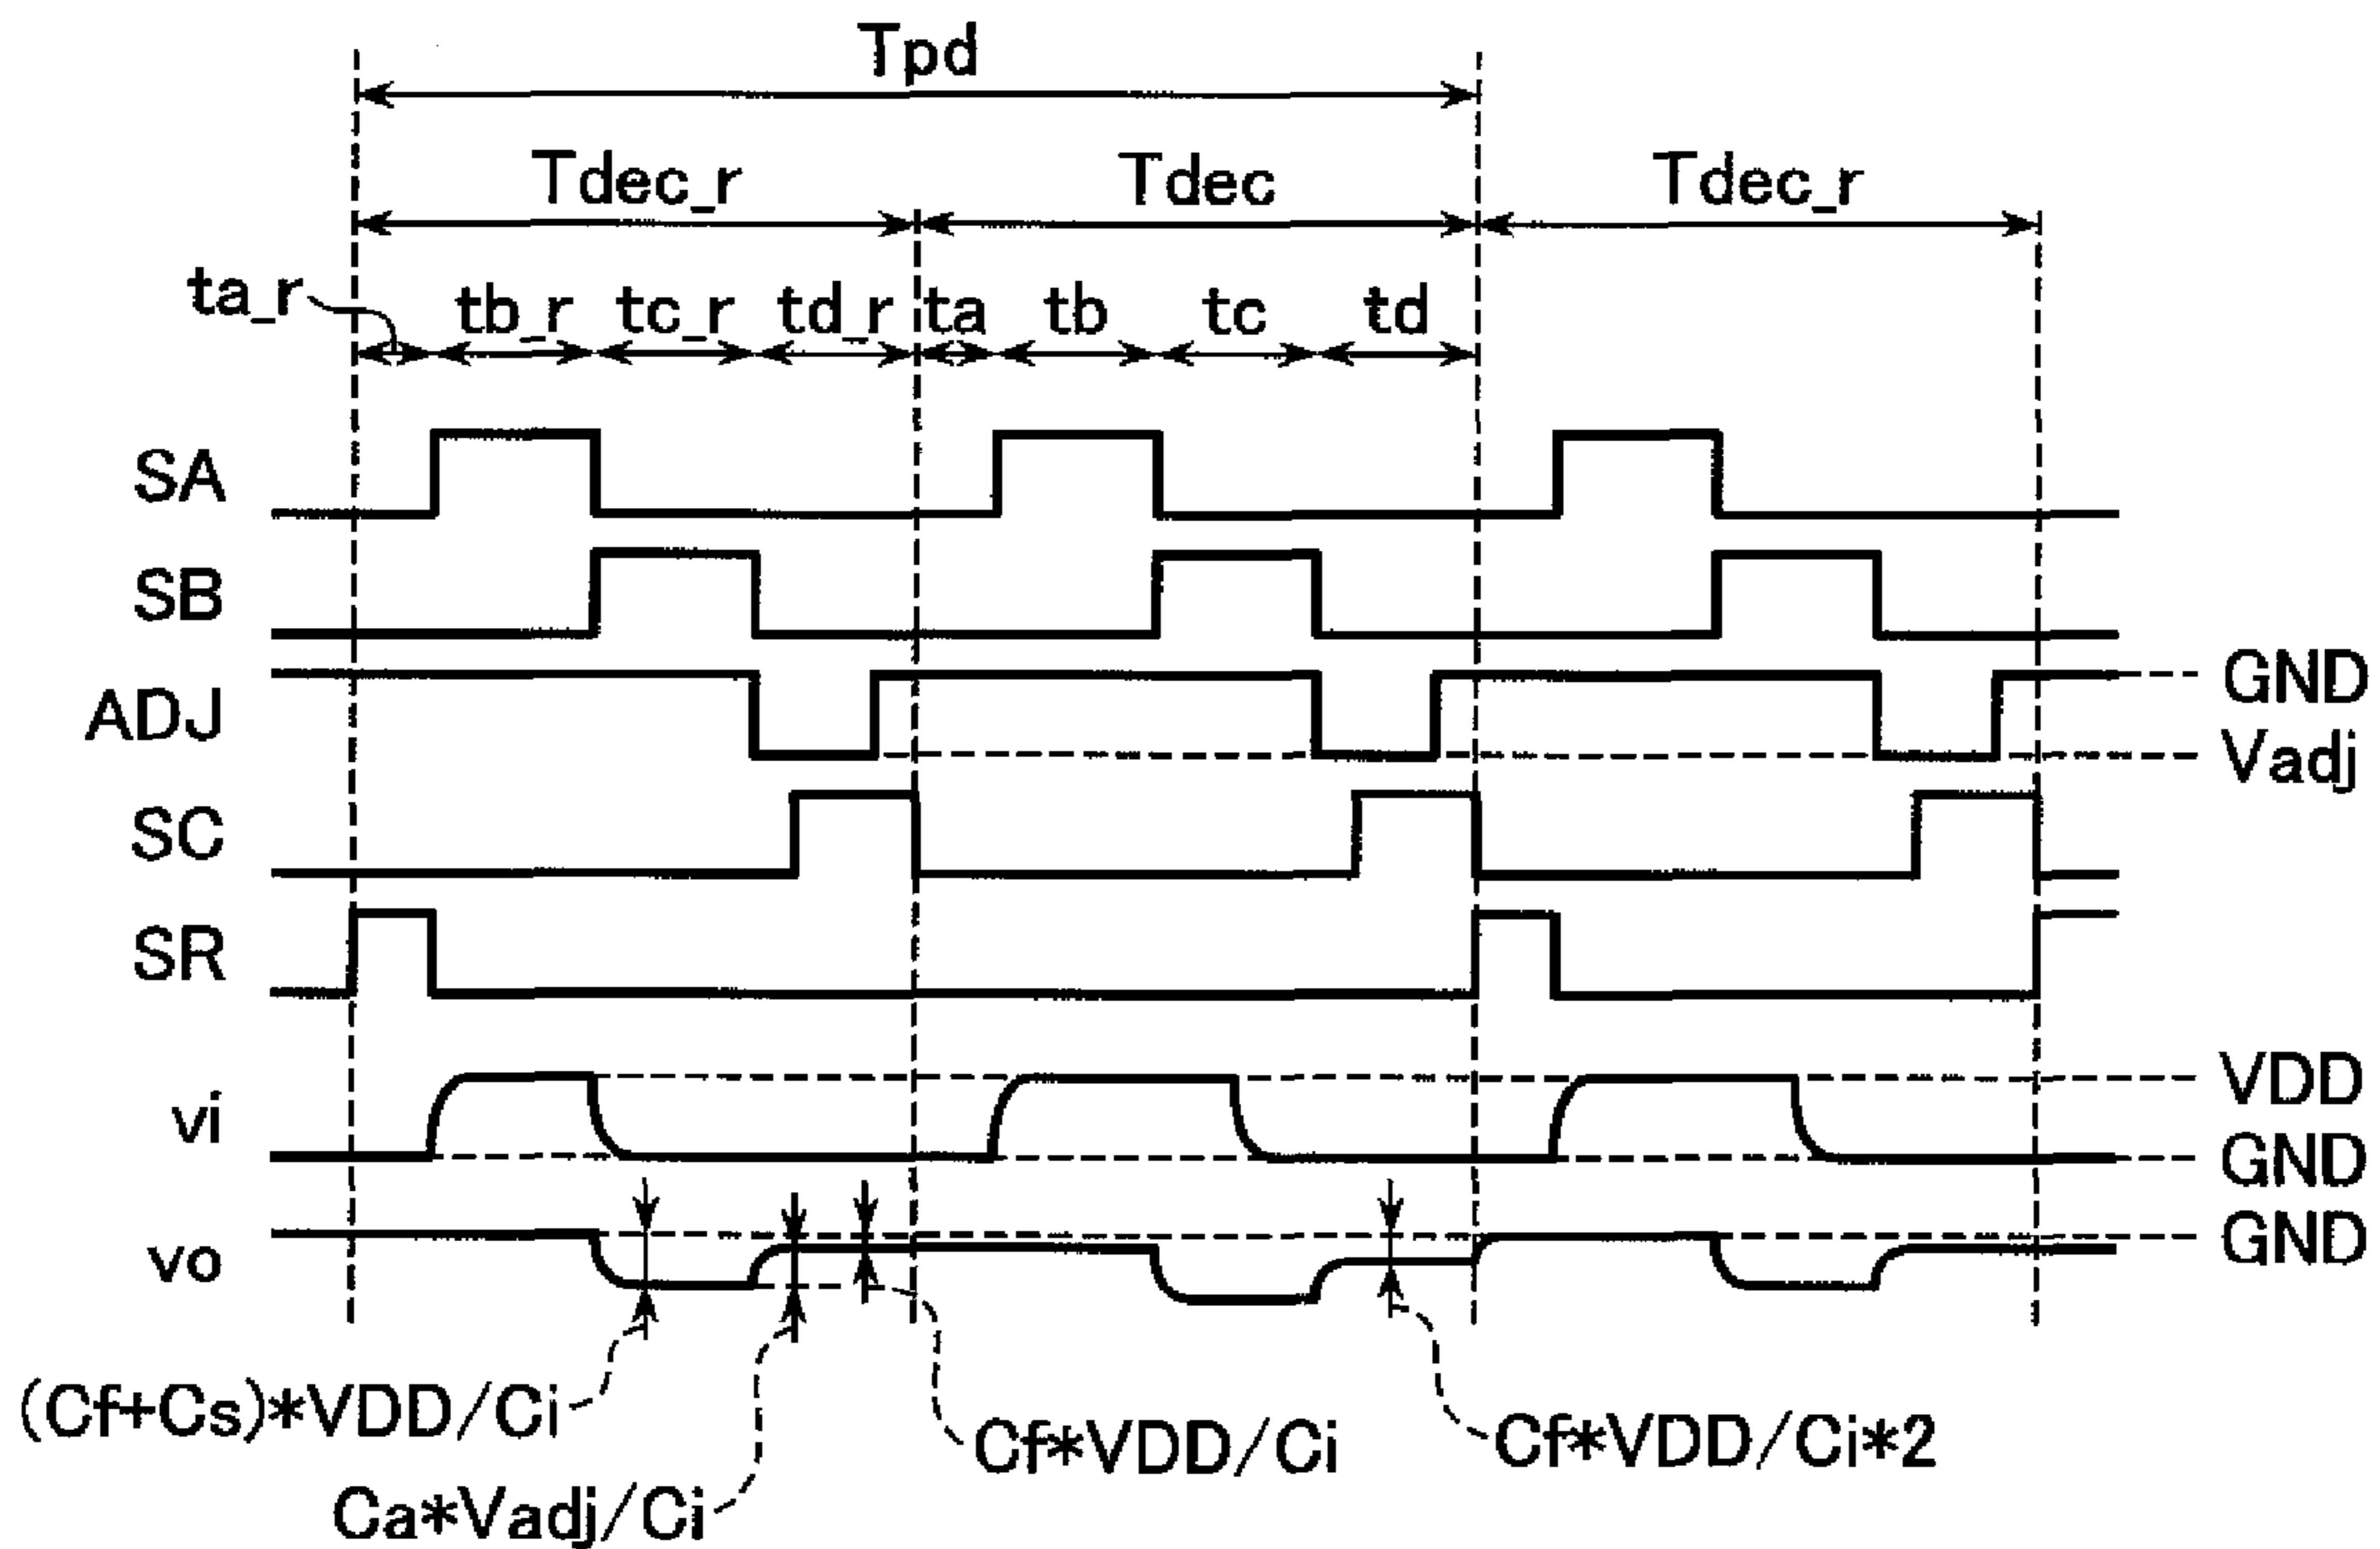 Tpd
Tdec_r Tdec Tdec_r
ta_r tb_r tc_r td_r ta tb tc td
SA
SB
ADJ GND
Vadj
SC
SR
vi VDD
GND
vo GND
(Cf+Cs)*VDD/Ci
Cf*VDD/Ci Cf*VDD/Ci*2
Ca*Vadj/Ci